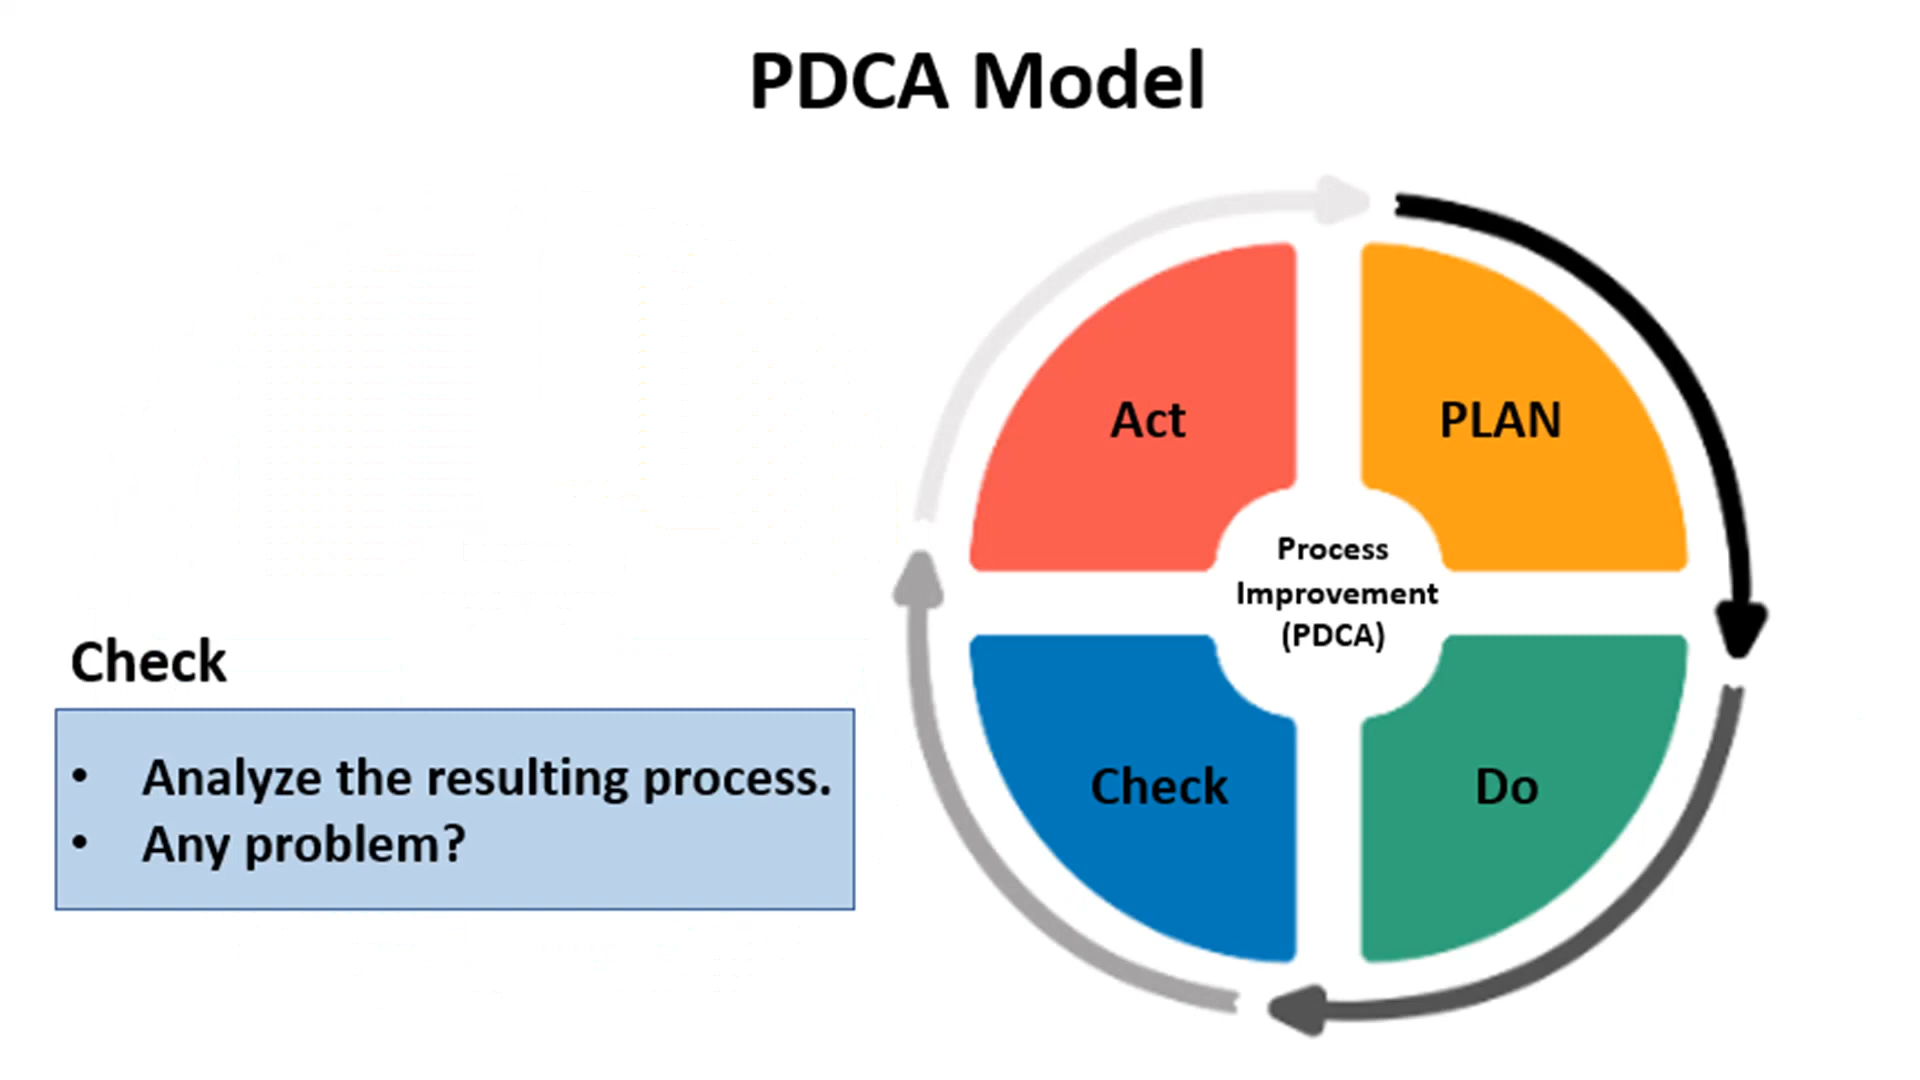 PDCA Model
Act
PLAN
Process
Improvement
(PDCA)
Check
Do
Check
• Analyze the resulting process.
• Any problem?